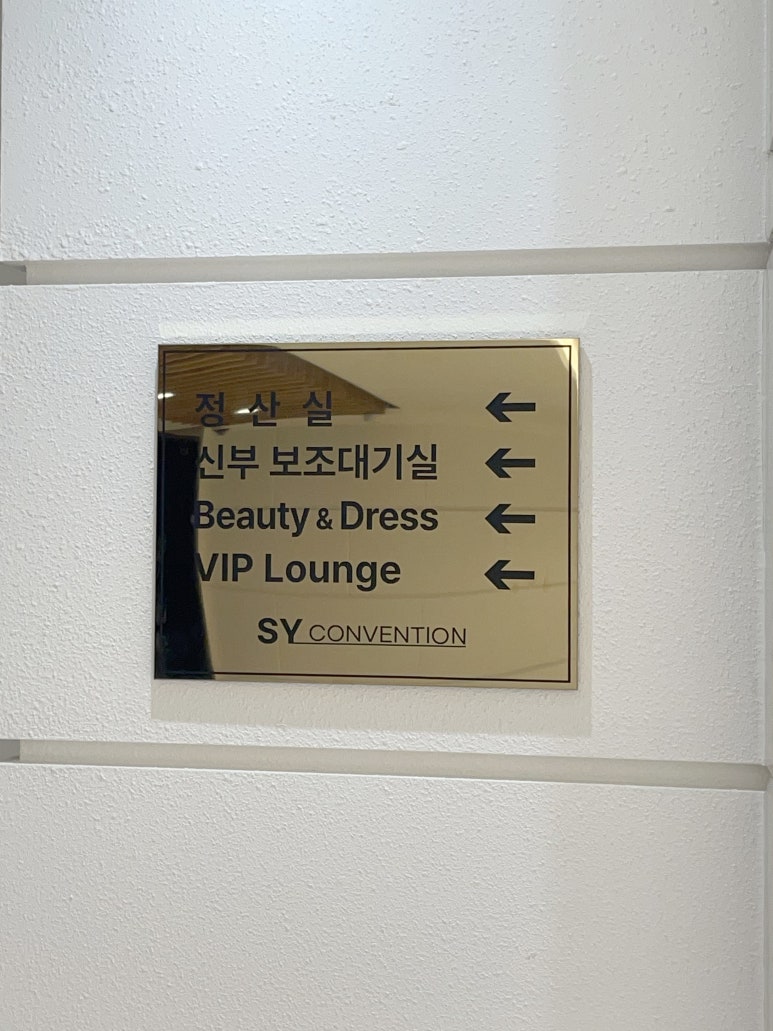 정 산 실 ←
신부 보조대기실 ←
Beauty & Dress ←
VIP Lounge ←
SY CONVENTION